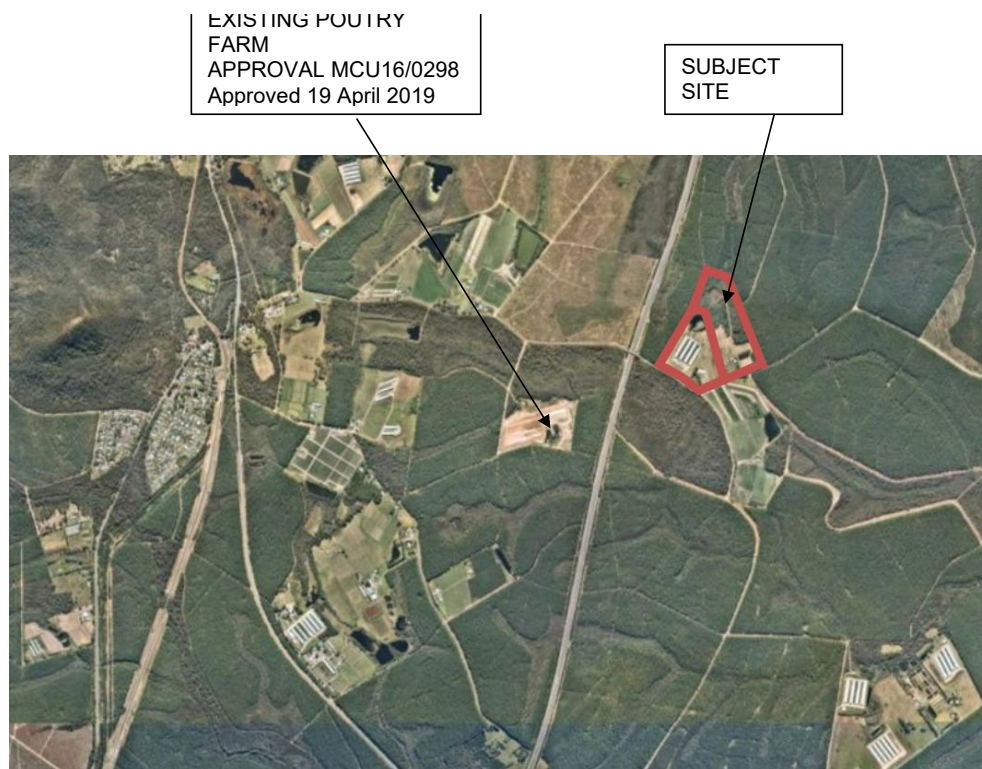 EXISTING POUTRY
FARM
APPROVAL MCU16/0298
Approved 19 April 2019
SUBJECT
SITE